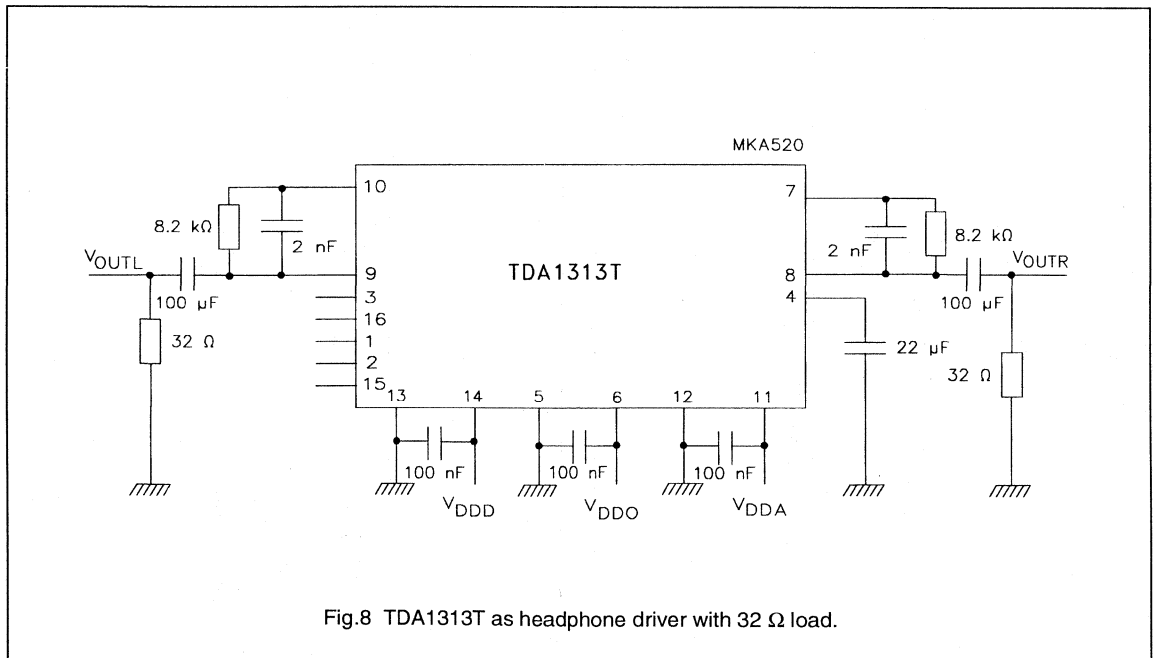 MKA520
10
7
8.2 kΩ
2 nF
2 nF
8.2 kΩ
VOUTL
9
TDA1313T
8
VOUTR
100 µF
3
4
100 µF
16
32 Ω
1
22 µF
2
32 Ω
15
13
14
5
6
12
11
100 nF
100 nF
100 nF
VDDD
VDDO
VDDA
Fig.8 TDA1313T as headphone driver with 32 Ω load.